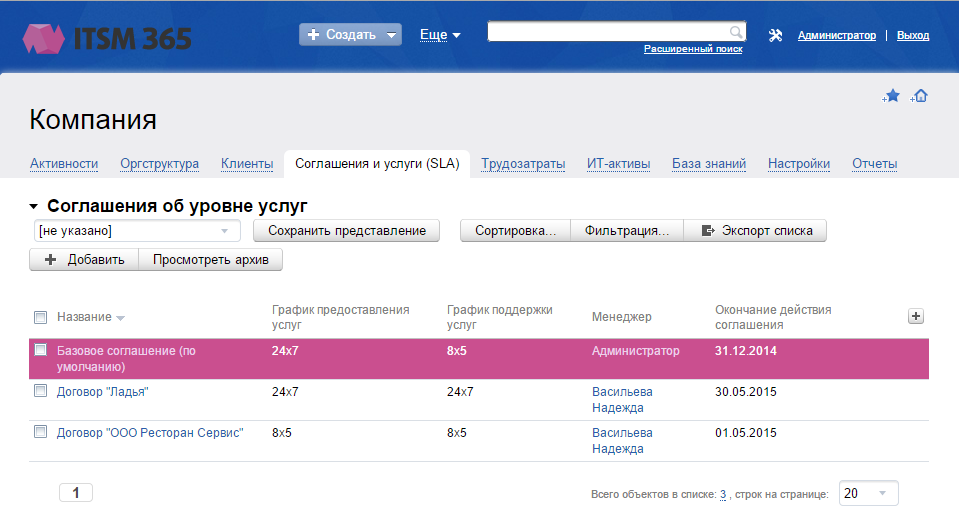 ITSM 365
Создать
Еще
Расширенный поиск
Администратор | Выход
Компания
Активности Оргструктура Клиенты Соглашения и услуги (SLA) Трудозатраты ИТ-активы База знаний Настройки Отчеты
Соглашения об уровне услуг
[не указано] Сохранить представление Сортировка... Фильтрация... Экспорт списка
Добавить Просмотреть архив
Название График предоставления услуг График поддержки услуг Менеджер Окончание действия соглашения
Базовое соглашение (по умолчанию) 24x7 8x5 Администратор 31.12.2014
Договор "Ладья" 24x7 24x7 Васильева Надежда 30.05.2015
Договор "ООО Ресторан Сервис" 8x5 8x5 Васильева Надежда 01.05.2015
1 Всего объектов в списке: 3 , строк на странице: 20